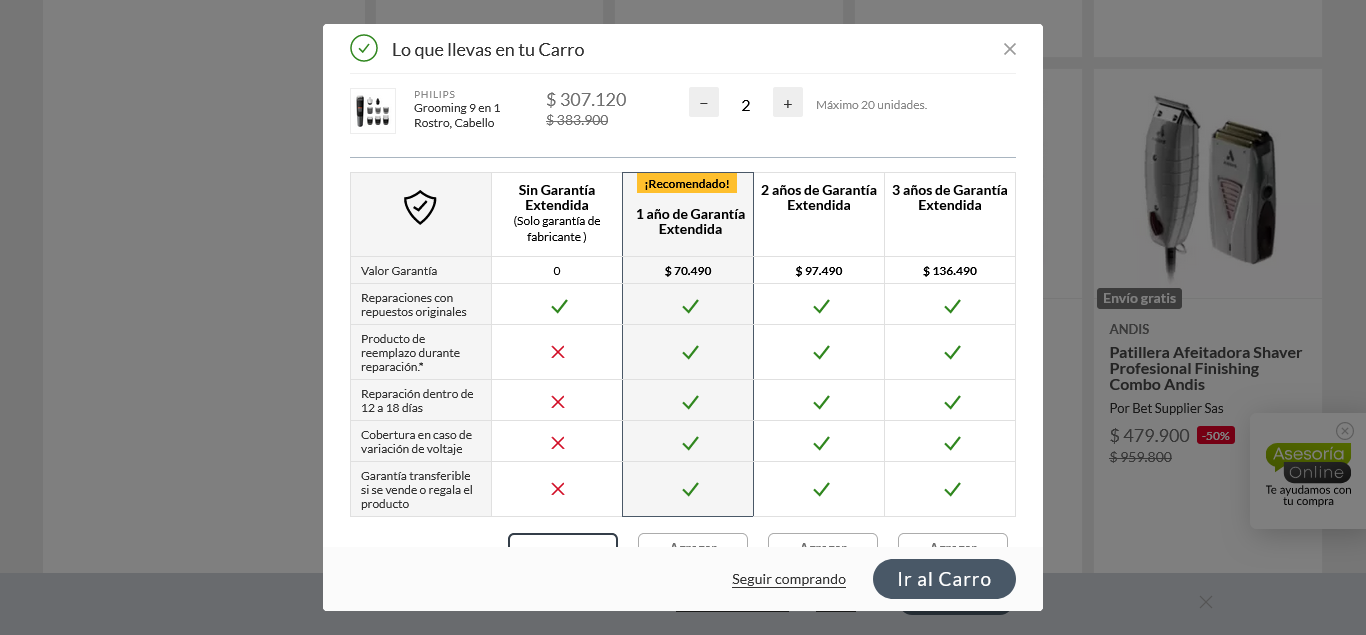 Lo que llevas en tu Carro
PHILIPS
Grooming 9 en 1
Rostro, Cabello
$ 307.120
$ 383.900
−
2
+
Máximo 20 unidades.
Sin Garantía
Extendida
(Solo garantía de
fabricante )
¡Recomendado!
1 año de Garantía
Extendida
2 años de Garantía
Extendida
3 años de Garantía
Extendida
Valor Garantía
0
$ 70.490
$ 97.490
$ 136.490
Reparaciones con
repuestos originales
Producto de
reemplazo durante
reparación.*
Reparación dentro de
12 a 18 días
Cobertura en caso de
variación de voltaje
Garantía transferible
si se vende o regala el
producto
Seguir comprando
Ir al Carro
Envío gratis
ANDIS
Patillera Afeitadora Shaver
Profesional Finishing
Combo Andis
Por Bet Supplier Sas
$ 479.900
-50%
$ 959.800
Asesoría
Online
Te ayudamos con
tu compra